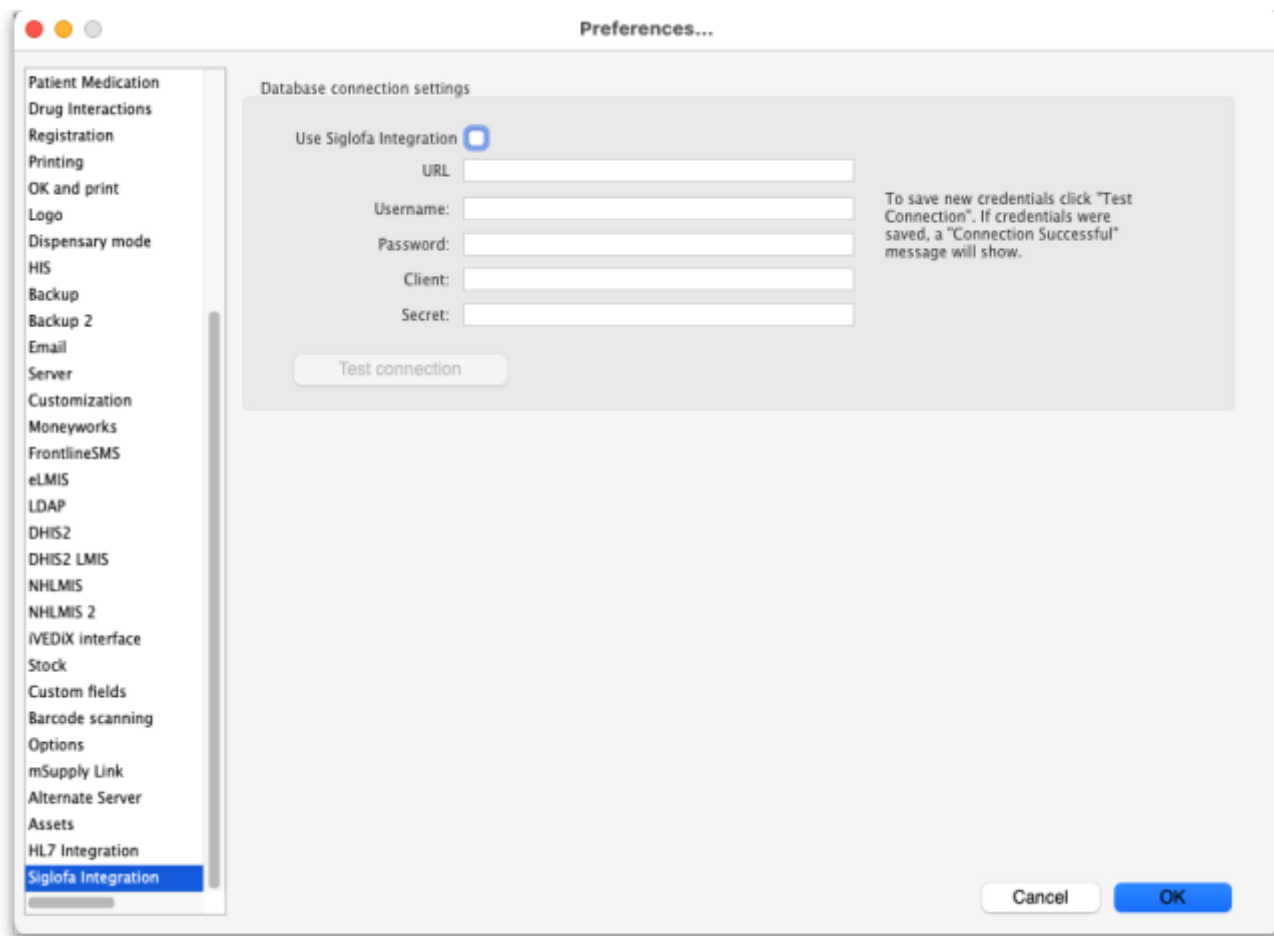 Preferences...
Patient Medication
Drug Interactions
Registration
Printing
OK and print
Logo
Dispensary mode
HIS
Backup
Backup 2
Email
Server
Customization
Moneyworks
FrontlineSMS
eLMIS
LDAP
DHIS2
DHIS2 LMIS
NHLMIS
NHLMIS 2
iVEDiX interface
Stock
Custom fields
Barcode scanning
Options
mSupply Link
Alternate Server
Assets
HL7 Integration
Siglofa Integration
Database connection settings
Use Siglofa Integration
URL
Username:
Password:
Client:
Secret:
To save new credentials click "Test
Connection". If credentials were
saved, a "Connection Successful"
message will show.
Test connection
Cancel
OK